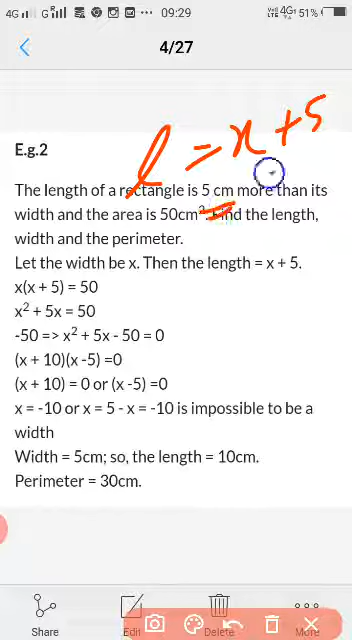 4G G R 09:29 4G+ 51%
4/27
l = x + 5
E.g.2
The length of a rectangle is 5 cm more than its
width and the area is 50cm². Find the length,
width and the perimeter.
Let the width be x. Then the length = x + 5.
x(x + 5) = 50
x² + 5x = 50
-50 => x² + 5x - 50 = 0
(x + 10)(x -5) =0
(x + 10) = 0 or (x -5) =0
x = -10 or x = 5 - x = -10 is impossible to be a
width
Width = 5cm; so, the length = 10cm.
Perimeter = 30cm.
Share Edit Delete More